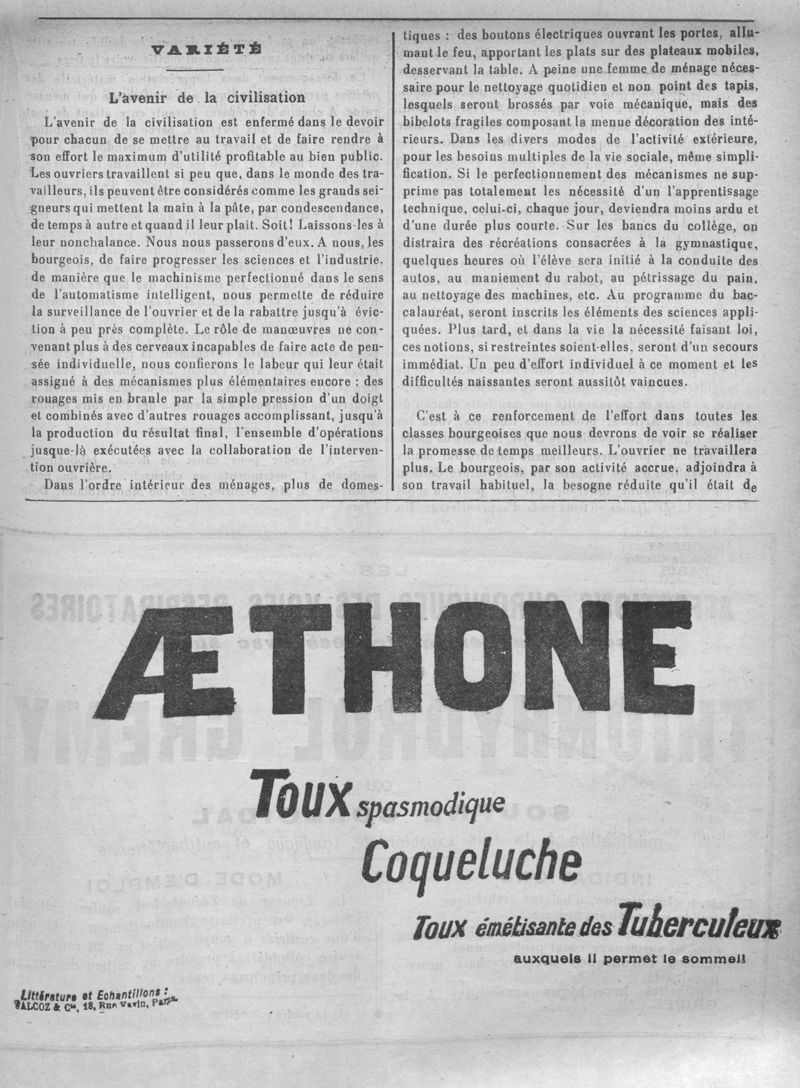 VARIÉTÉ
L'avenir de la civilisation
L'avenir de la civilisation est enfermé dans le devoir
pour chacun de se mettre au travail et de faire rendre à
son effort le maximum d'utilité profitable au bien public.
Les ouvriers travaillent si peu que, dans le monde des tra-
vailleurs, ils peuvent être considérés comme les grands sei-
gneurs qui mettent la main à la pâte, par condescendance,
de temps à autre et quand il leur plait. Soit! Laissons-les à
leur nonchalance. Nous nous passerons d'eux. A nous, les
bourgeois, de faire progresser les sciences et l'industrie,
de manière que le machinisme perfectionné dans le sens
de l'automatisme intelligent, nous permette de réduire
la surveillance de l'ouvrier et de la rabattre jusqu'à évic-
tion à peu près complète. Le rôle de manœuvres ne con-
venant plus à des cerveaux incapables de faire acte de pen-
sée individuelle, nous confierons le labeur qui leur était
assigné à des mécanismes plus élémentaires encore : des
rouages mis en branle par la simple pression d'un doigt
et combinés avec d'autres rouages accomplissant, jusqu'à
la production du résultat final, l'ensemble d'opérations
jusque-là exécutées avec la collaboration de l'interven-
tion ouvrière.
Dans l'ordre intérieur des ménages, plus de domes-
tiques : des boutons électriques ouvrant les portes, allu-
mant le feu, apportant les plats sur des plateaux mobiles,
desservant la table. A peine une femme de ménage néces-
saire pour le nettoyage quotidien et non point des tapis,
lesquels seront brossés par voie mécanique, mais des
bibelots fragiles composant la menue décoration des inté-
rieurs. Dans les divers modes de l'activité extérieure,
pour les besoins multiples de la vie sociale, même simpli-
fication. Si le perfectionnement des mécanismes ne sup-
prime pas totalement les nécessité d'un l'apprentissage
technique, celui-ci, chaque jour, deviendra moins ardu et
d'une durée plus courte. Sur les bancs du collège, on
distraira des récréations consacrées à la gymnastique,
quelques heures où l'élève sera initié à la conduite des
autos, au maniement du rabot, au pétrissage du pain,
au nettoyage des machines, etc. Au programme du bac-
calauréat, seront inscrits les éléments des sciences appli-
quées. Plus tard, et dans la vie la nécessité faisant loi,
ces notions, si restreintes soient-elles, seront d'un secours
immédiat. Un peu d'effort individuel à ce moment et les
difficultés naissantes seront aussitôt vaincues.
C'est à ce renforcement de l'effort dans toutes les
classes bourgeoises que nous devrons de voir se réaliser
la promesse de temps meilleurs. L'ouvrier ne travaillera
plus. Le bourgeois, par son activité accrue, adjoindra à
son travail habituel, la besogne réduite qu'il était de
ÆTHONE
Toux spasmodique
Coqueluche
Toux émétisante des Tuberculeux
auxquels il permet le sommeil
Littérature et Echantillons :
FALCOZ & Cie, 18, Rue Vavin, Paris